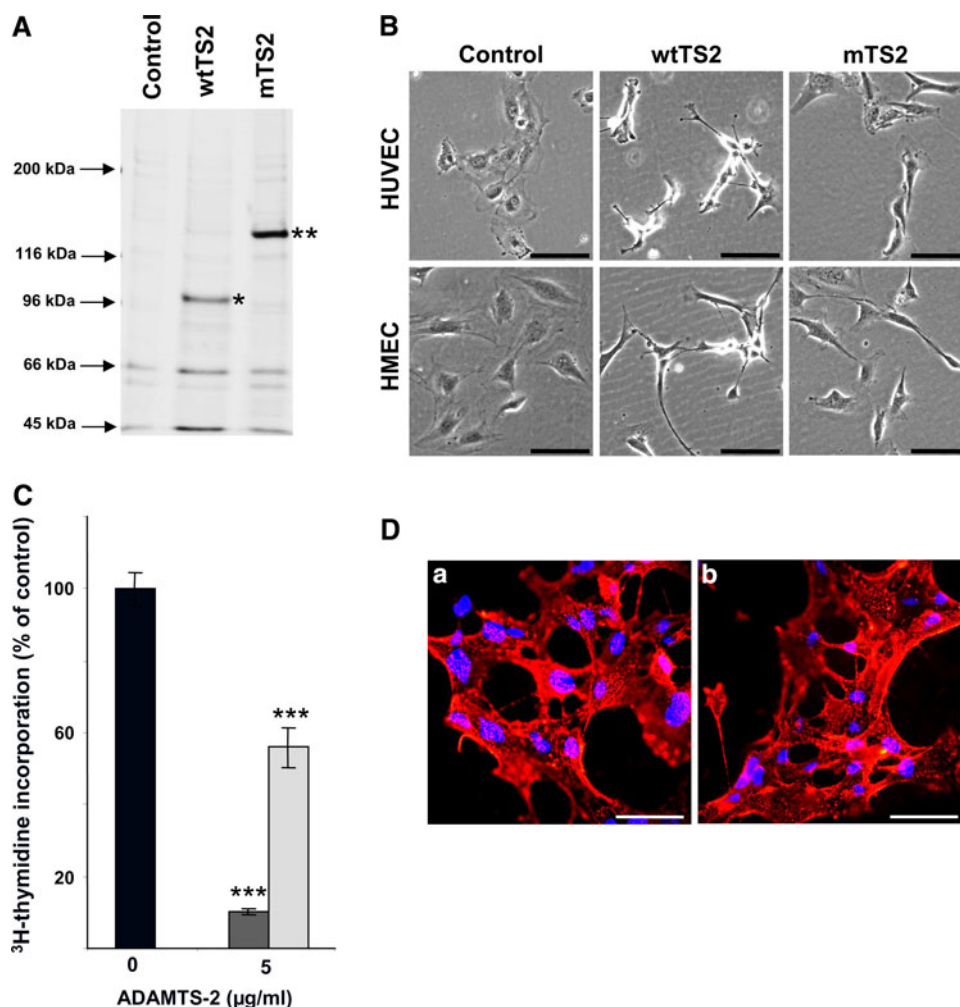 A
Control
wtTS2
mTS2
200 kDa
**
116 kDa
96 kDa
*
66 kDa
45 kDa
B
Control
wtTS2
mTS2
HUVEC
HMEC
C
³H-thymidine incorporation (% of control)
100
60
20
***
***
0
5
ADAMTS-2 (µg/ml)
D
a
b